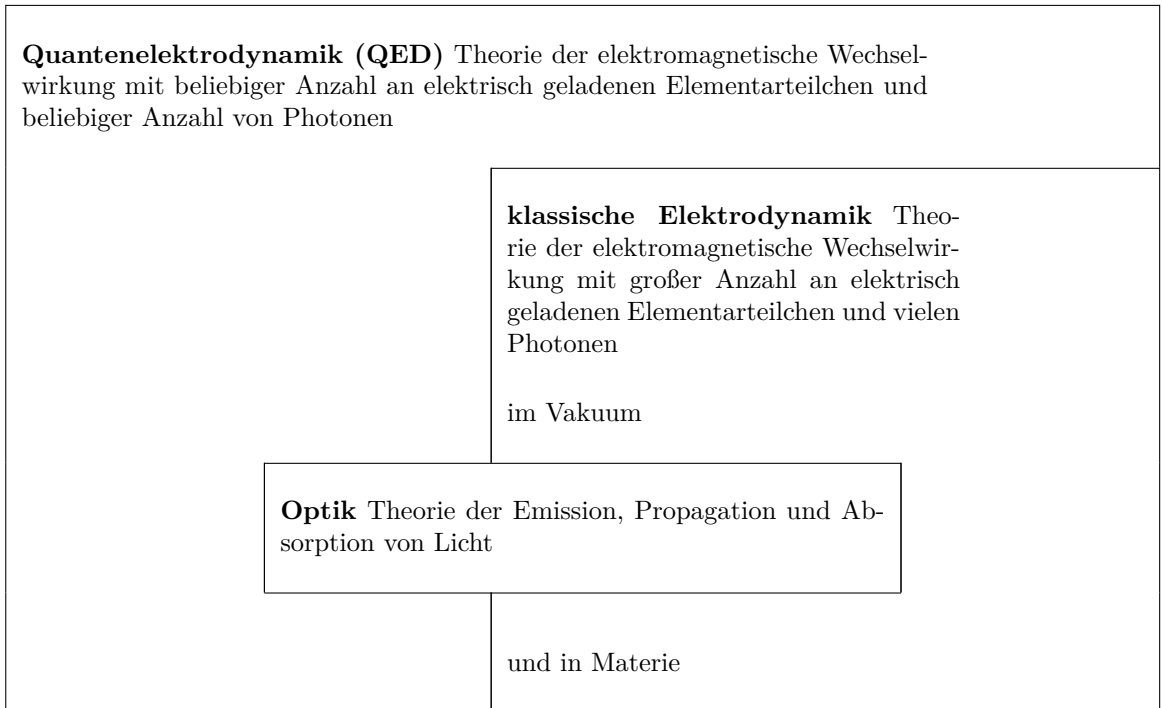 Quantenelektrodynamik (QED) Theorie der elektromagnetische Wechsel-
wirkung mit beliebiger Anzahl an elektrisch geladenen Elementarteilchen und
beliebiger Anzahl von Photonen
klassische Elektrodynamik Theo-
rie der elektromagnetische Wechselwir-
kung mit großer Anzahl an elektrisch
geladenen Elementarteilchen und vielen
Photonen
im Vakuum
Optik Theorie der Emission, Propagation und Ab-
sorption von Licht
und in Materie